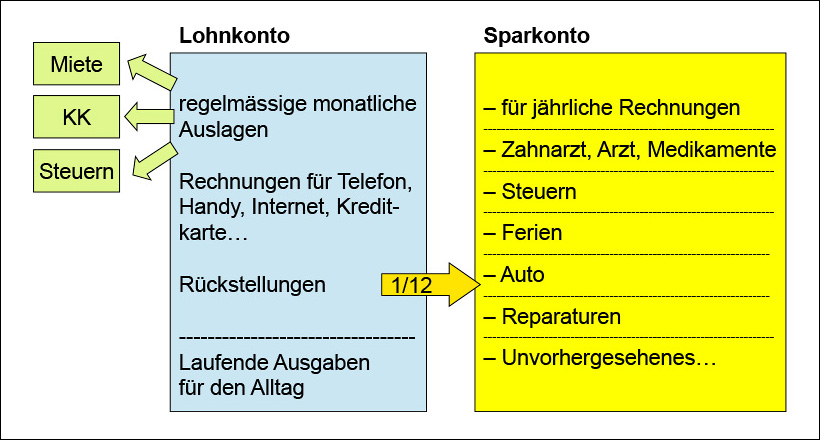 Lohnkonto
Miete
KK
Steuern
regelmässige monatliche
Auslagen
Rechnungen für Telefon,
Handy, Internet, Kredit-
karte…
Rückstellungen
1/12
Laufende Ausgaben
für den Alltag
Sparkonto
– für jährliche Rechnungen
– Zahnarzt, Arzt, Medikamente
– Steuern
– Ferien
– Auto
– Reparaturen
– Unvorhergesehenes…